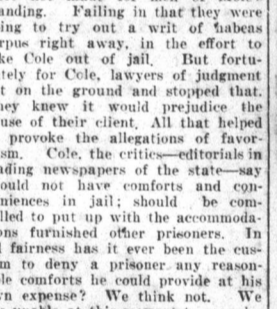 anding. Failing in that they were
ing to try out a writ of habeas
rpus right away, in the effort to
ke Cole out of jail. But fortu-
tely for Cole, lawyers of judgment
t on the ground and stopped that.
hey knew it would prejudice the
use of their client. All that helped
provoke the allegations of favor-
ism. Cole, the critics—editorials in
ading newspapers of the state—say
ould not have comforts and con-
niences in jail; should be com-
lled to put up with the accommoda-
ons furnished other prisoners. In
l fairness has it ever been the cus-
m to deny a prisoner any reason-
le comforts he could provide at his
wn expense? We think not. We